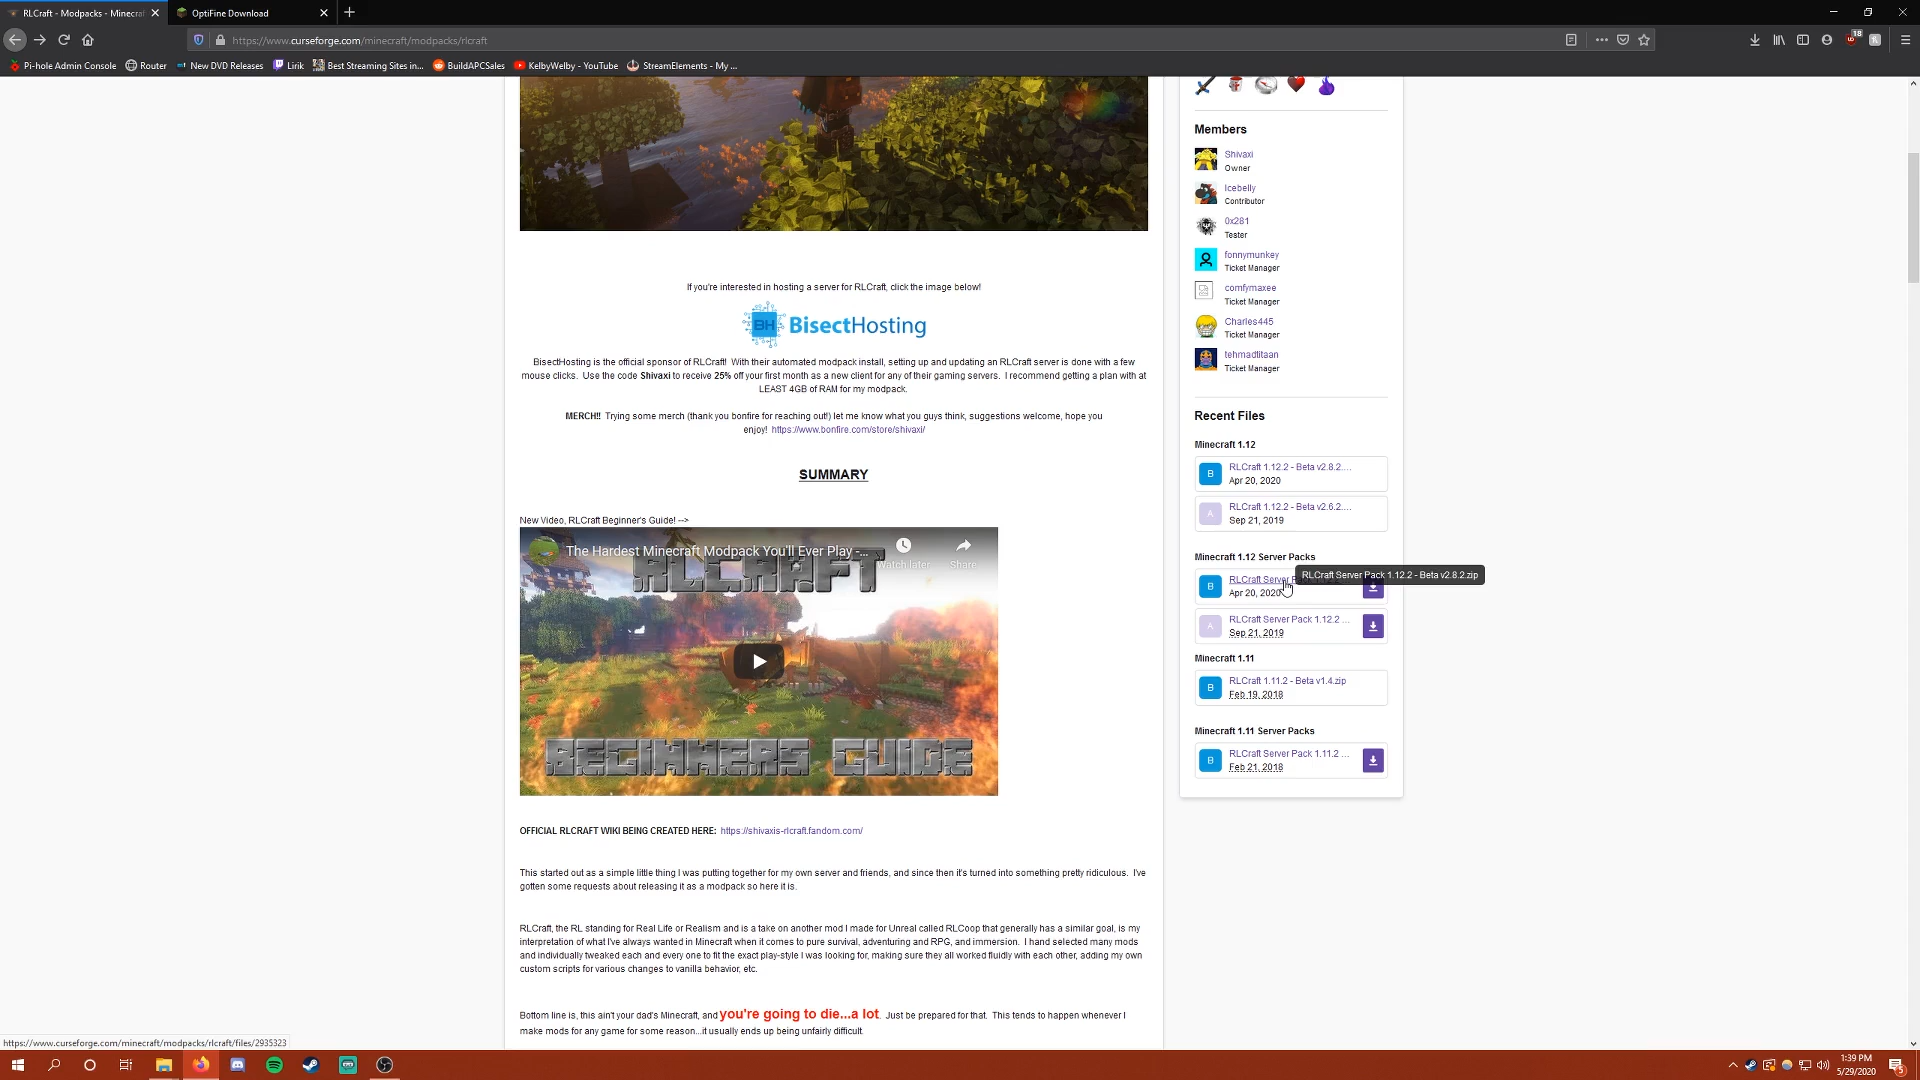 RLCraft - Modpacks - Minecraf
OptiFine Download
https://www.curseforge.com/minecraft/modpacks/rlcraft
18
Pi-hole Admin Console
Router
New DVD Releases
Lirik
Best Streaming Sites in...
BuildAPCSales
KelbyWelby - YouTube
StreamElements - My ...
Members
Shivaxi
Owner
Icebelly
Contributor
0x281
Tester
fonnymunkey
Ticket Manager
comfymaxee
Ticket Manager
Charles445
Ticket Manager
tehmadtitaan
Ticket Manager
If you're interested in hosting a server for RLCraft, click the image below!
BH BisectHosting
BisectHosting is the official sponsor of RLCraft! With their automated modpack install, setting up and updating an RLCraft server is done with a few
mouse clicks. Use the code Shivaxi to receive 25% off your first month as a new client for any of their gaming servers. I recommend getting a plan with at
LEAST 4GB of RAM for my modpack.
MERCH!! Trying some merch (thank you bonfire for reaching out!) let me know what you guys think, suggestions welcome, hope you
enjoy! https://www.bonfire.com/store/shivaxi/
SUMMARY
New Video, RLCraft Beginner's Guide! -->
The Hardest Minecraft Modpack You'll Ever Play -...
Watch later
Share
RLCRAFT
BEGINNERS GUIDE
Recent Files
Minecraft 1.12
B
RLCraft 1.12.2 - Beta v2.8.2....
Apr 20, 2020
A
RLCraft 1.12.2 - Beta v2.6.2....
Sep 21, 2019
Minecraft 1.12 Server Packs
B
RLCraft Server
RLCraft Server Pack 1.12.2 - Beta v2.8.2.zip
Apr 20, 2020
A
RLCraft Server Pack 1.12.2 ...
Sep 21, 2019
Minecraft 1.11
B
RLCraft 1.11.2 - Beta v1.4.zip
Feb 19, 2018
Minecraft 1.11 Server Packs
B
RLCraft Server Pack 1.11.2 ...
Feb 21, 2018
OFFICIAL RLCRAFT WIKI BEING CREATED HERE: https://shivaxis-rlcraft.fandom.com/
This started out as a simple little thing I was putting together for my own server and friends, and since then it's turned into something pretty ridiculous. I've
gotten some requests about releasing it as a modpack so here it is.
RLCraft, the RL standing for Real Life or Realism and is a take on another mod I made for Unreal called RLCoop that generally has a similar goal, is my
interpretation of what I've always wanted in Minecraft when it comes to pure survival, adventuring and RPG, and immersion. I hand selected many mods
and individually tweaked each and every one to fit the exact play-style I was looking for, making sure they all worked fluidly with each other, adding my own
custom scripts for various changes to vanilla behavior, etc.
Bottom line is, this ain't your dad's Minecraft, and you're going to die...a lot. Just be prepared for that. This tends to happen whenever I
make mods for any game for some reason...it usually ends up being unfairly difficult.
https://www.curseforge.com/minecraft/modpacks/rlcraft/files/2935323
1:39 PM
5/29/2020
5